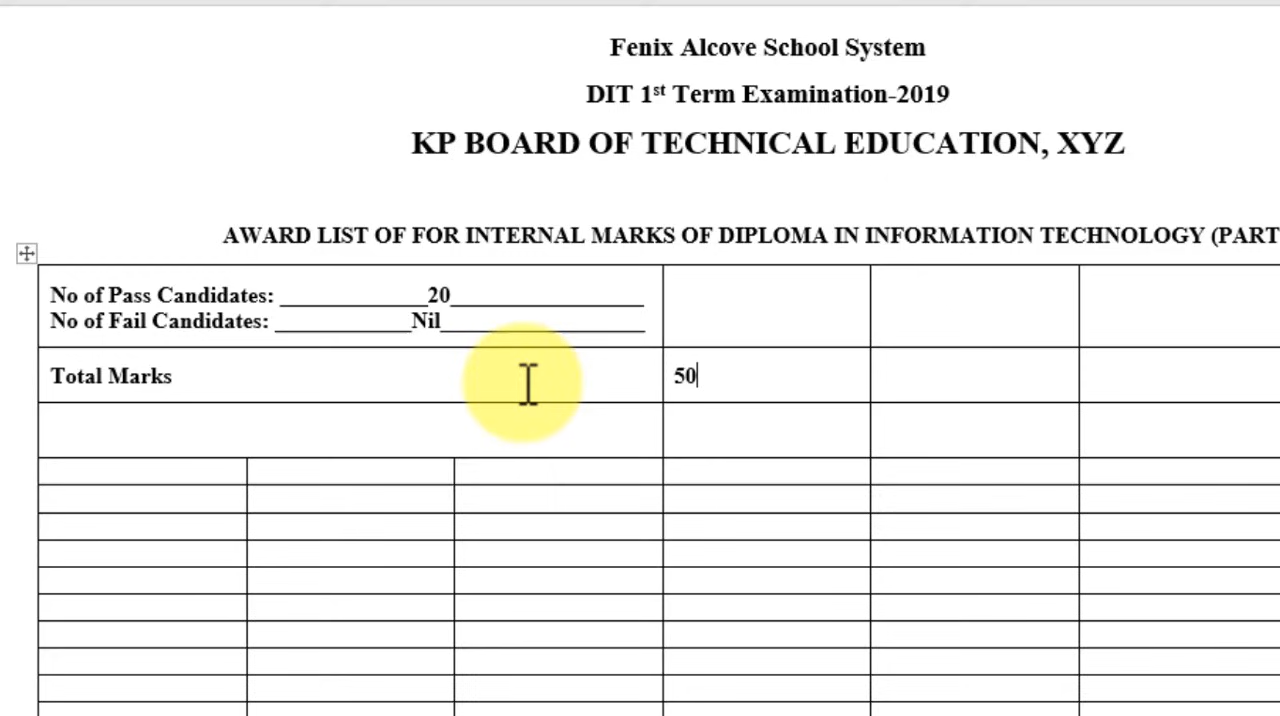 Fenix Alcove School System
DIT 1st Term Examination-2019
KP BOARD OF TECHNICAL EDUCATION, XYZ
AWARD LIST OF FOR INTERNAL MARKS OF DIPLOMA IN INFORMATION TECHNOLOGY (PART
No of Pass Candidates: ____________20________________
No of Fail Candidates: ___________Nil_________________
Total Marks 50